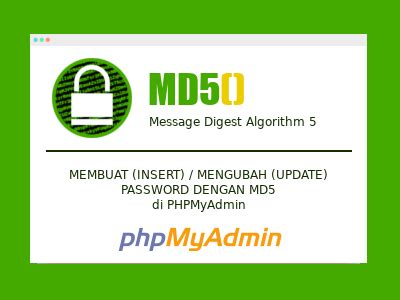 MD5()
Message Digest Algorithm 5
MEMBUAT (INSERT) / MENGUBAH (UPDATE)
PASSWORD DENGAN MD5
di PHPMyAdmin
phpMyAdmin